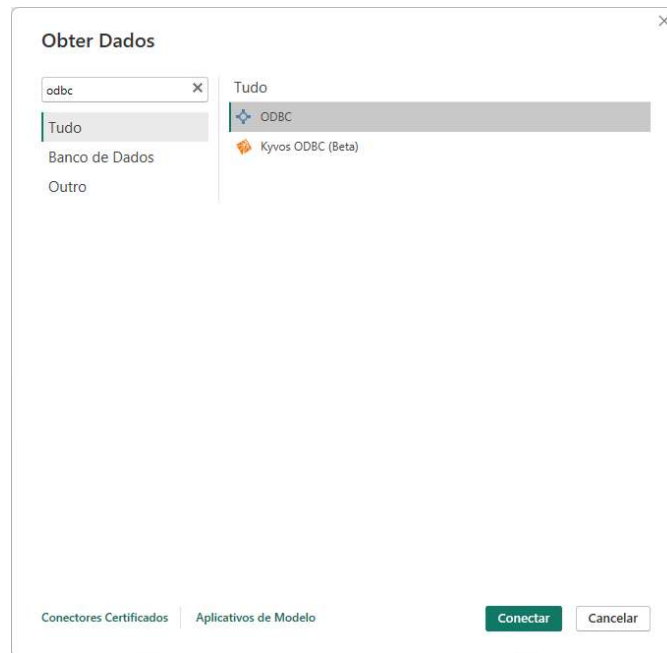 Obter Dados
odbc
Tudo
Banco de Dados
Outro
Tudo
ODBC
Kyvos ODBC (Beta)
Conectores Certificados
Aplicativos de Modelo
Conectar
Cancelar